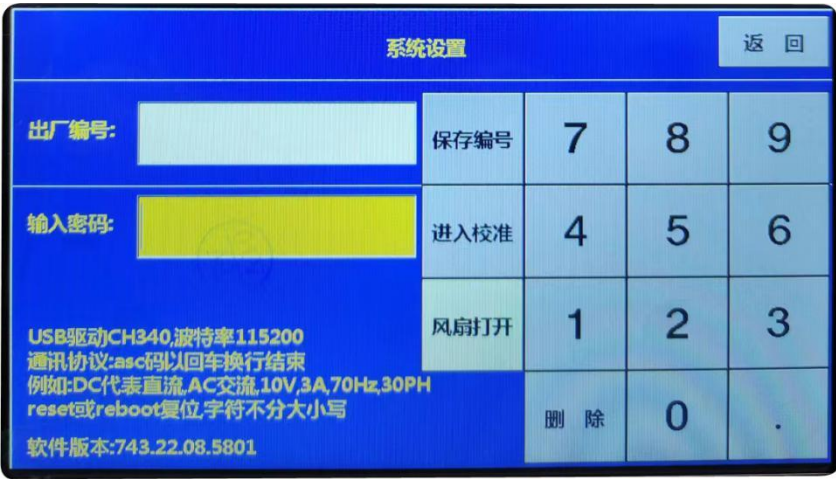 系统设置
返 回
出厂编号:
保存编号
7
8
9
输入密码:
进入校准
4
5
6
风扇打开
1
2
3
USB驱动CH340,波特率115200
通讯协议:asc码以回车换行结束
例如:DC代表直流,AC交流,10V,3A,70Hz,30PH
reset或reboot复位,字符不分大小写
删 除
0
.
软件版本:743.22.08.5801